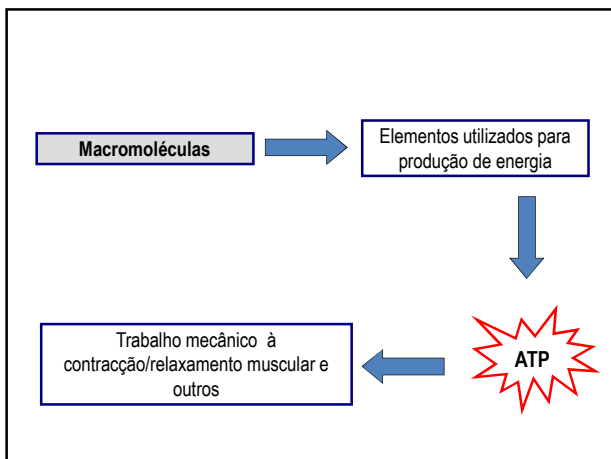 Macromoléculas
Elementos utilizados para
produção de energia
ATP
Trabalho mecânico à
contracção/relaxamento muscular e
outros